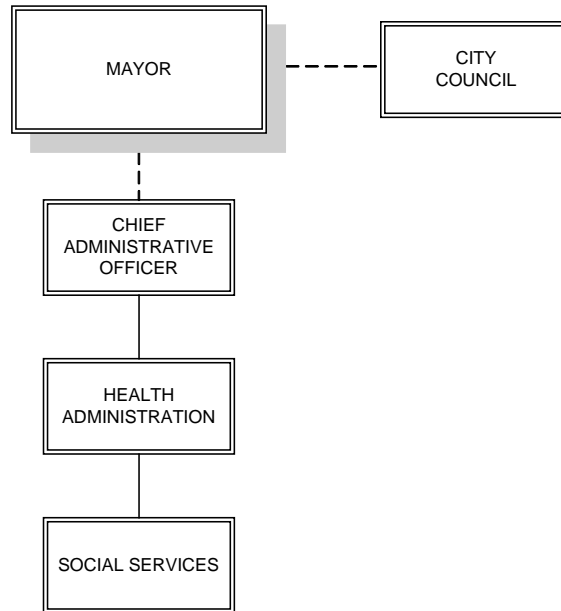 MAYOR
CITY
COUNCIL
CHIEF
ADMINISTRATIVE
OFFICER
HEALTH
ADMINISTRATION
SOCIAL SERVICES